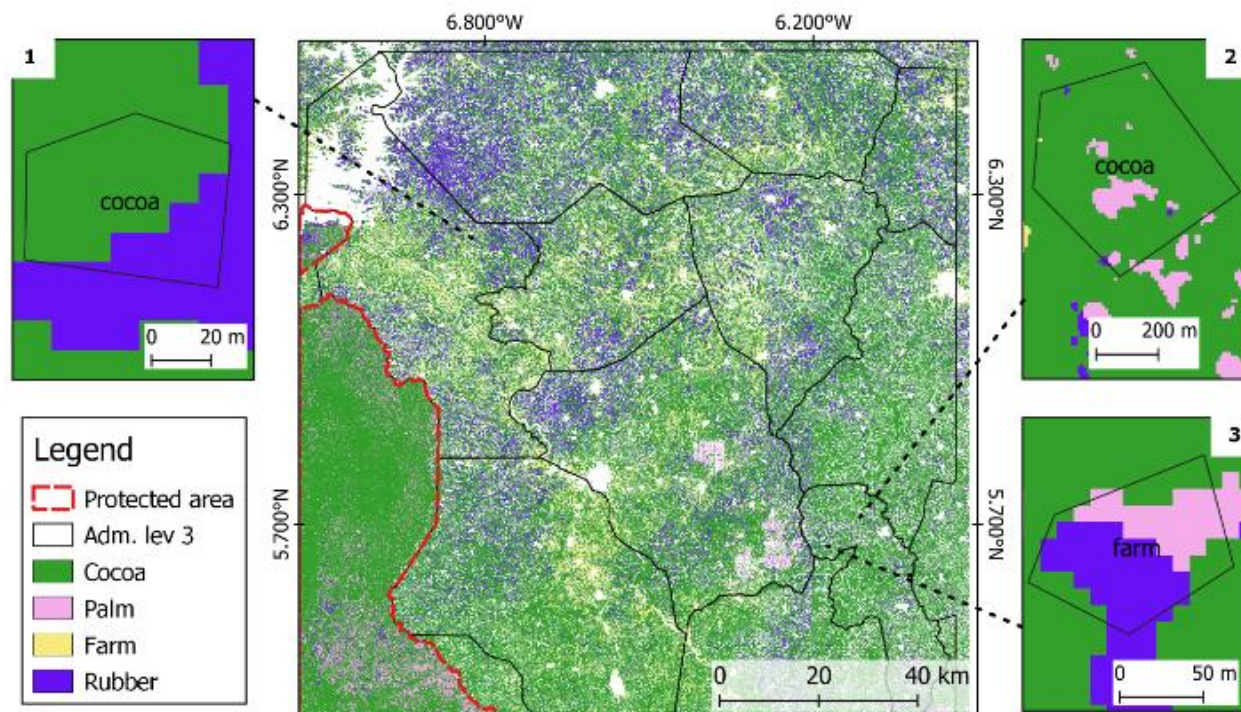 6.800°W
6.200°W
1
cocoa
0
20 m
2
cocoa
0
200 m
3
farm
0
50 m
6.300°N
6.300°N
5.700°N
5.700°N
0
20
40 km
Legend
Protected area
Adm. lev 3
Cocoa
Palm
Farm
Rubber